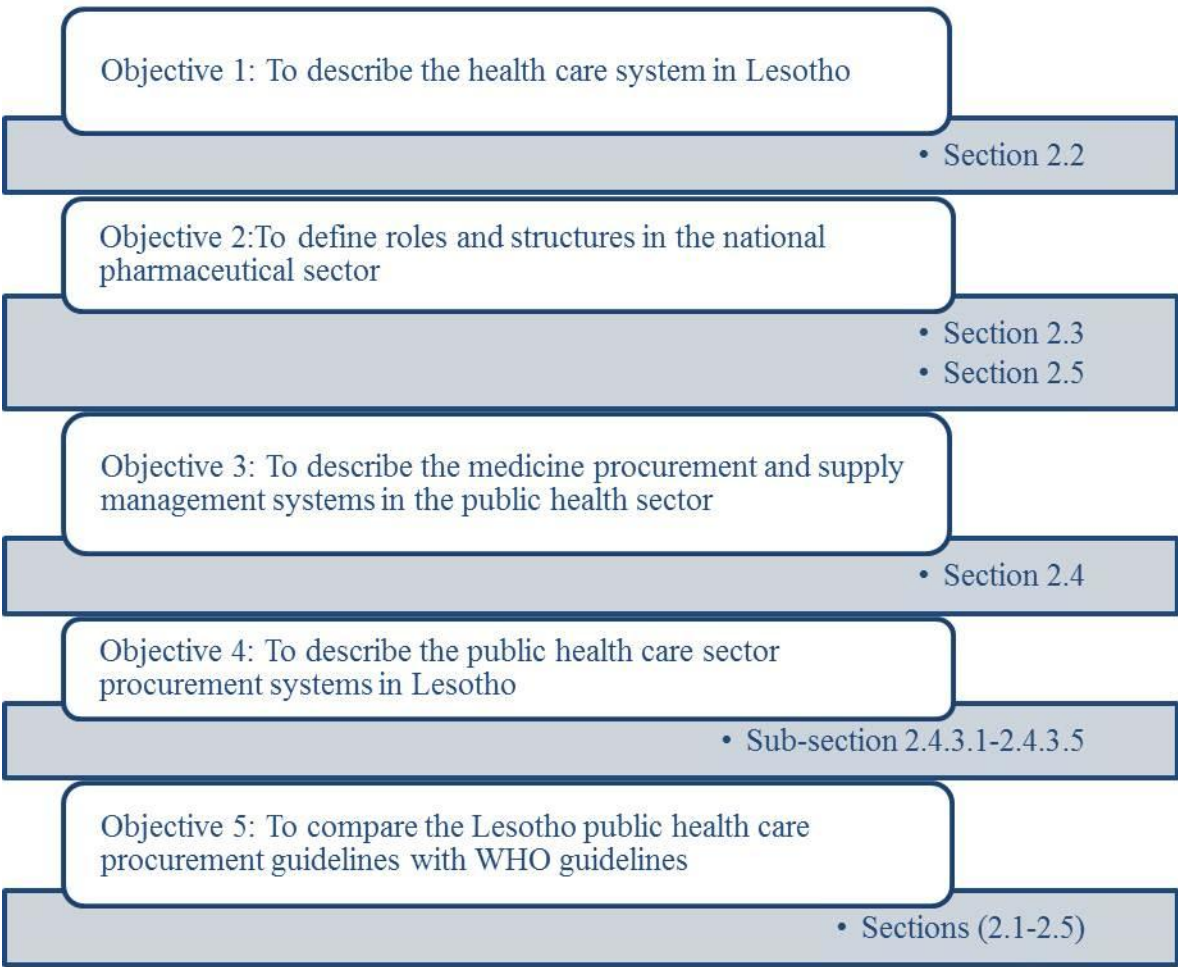 Objective 1: To describe the health care system in Lesotho
• Section 2.2
Objective 2:To define roles and structures in the national
pharmaceutical sector
• Section 2.3
• Section 2.5
Objective 3: To describe the medicine procurement and supply
management systems in the public health sector
• Section 2.4
Objective 4: To describe the public health care sector
procurement systems in Lesotho
• Sub-section 2.4.3.1-2.4.3.5
Objective 5: To compare the Lesotho public health care
procurement guidelines with WHO guidelines
• Sections (2.1-2.5)